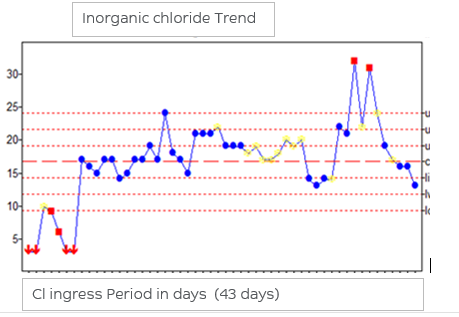 Inorganic chloride Trend
30
25
20
15
10
5
u
u
u
c
Cl ingress Period in days (43 days)